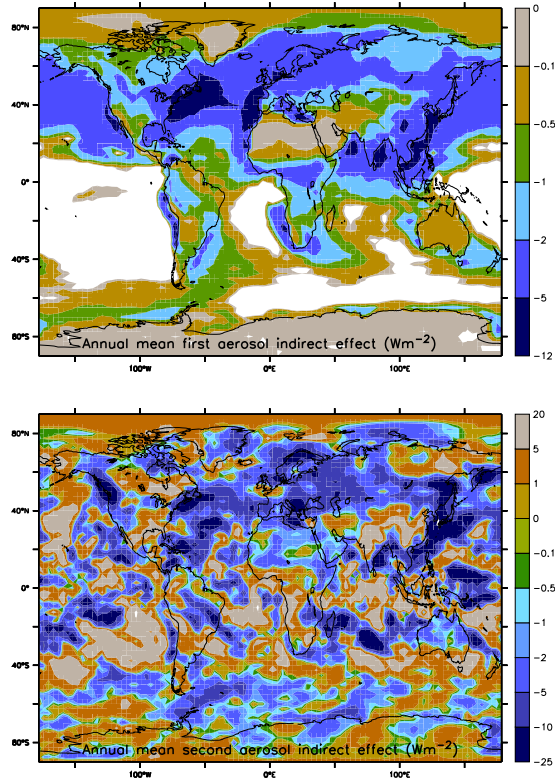 80°N
40°N
0°N
40°S
80°S
100°W
0°E
100°E
0
-0.1
-0.5
-1
-2
-5
-12
Annual mean first aerosol indirect effect (Wm⁻²)
80°N
40°N
0°N
40°S
80°S
100°W
0°E
100°E
20
5
1
0
-0.1
-0.5
-1
-2
-5
-10
-25
Annual mean second aerosol indirect effect (Wm⁻²)